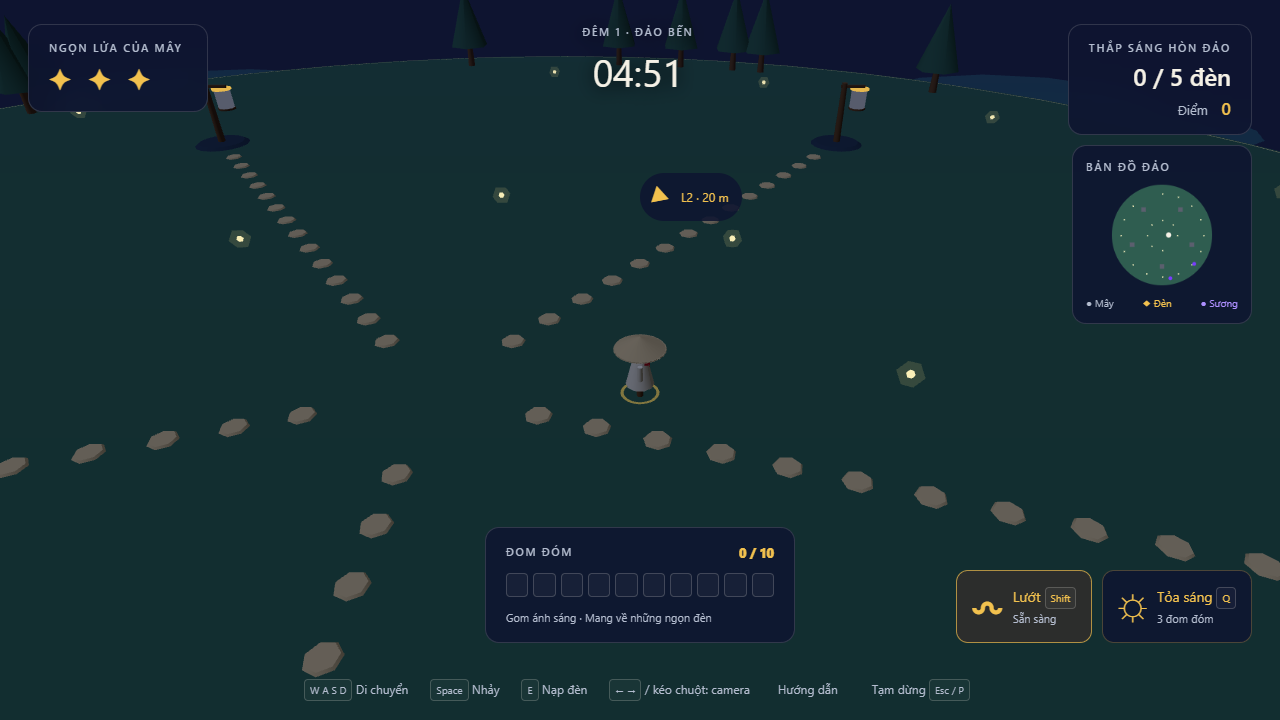 NGỌN LỬA CỦA MÂY
ĐÊM 1 · ĐẢO BẾN
04:51
THẮP SÁNG HÒN ĐẢO
0 / 5 đèn
Điểm 0
BẢN ĐỒ ĐẢO
Mây Đèn Sương
L2 · 20 m
ĐOM ĐÓM 0 / 10
Gom ánh sáng · Mang về những ngọn đèn
Lướt Shift
Sẵn sàng
Tỏa sáng Q
3 đom đóm
W A S D Di chuyển Space Nhảy E Nạp đèn ←→ / kéo chuột: camera Hướng dẫn Tạm dừng Esc / P